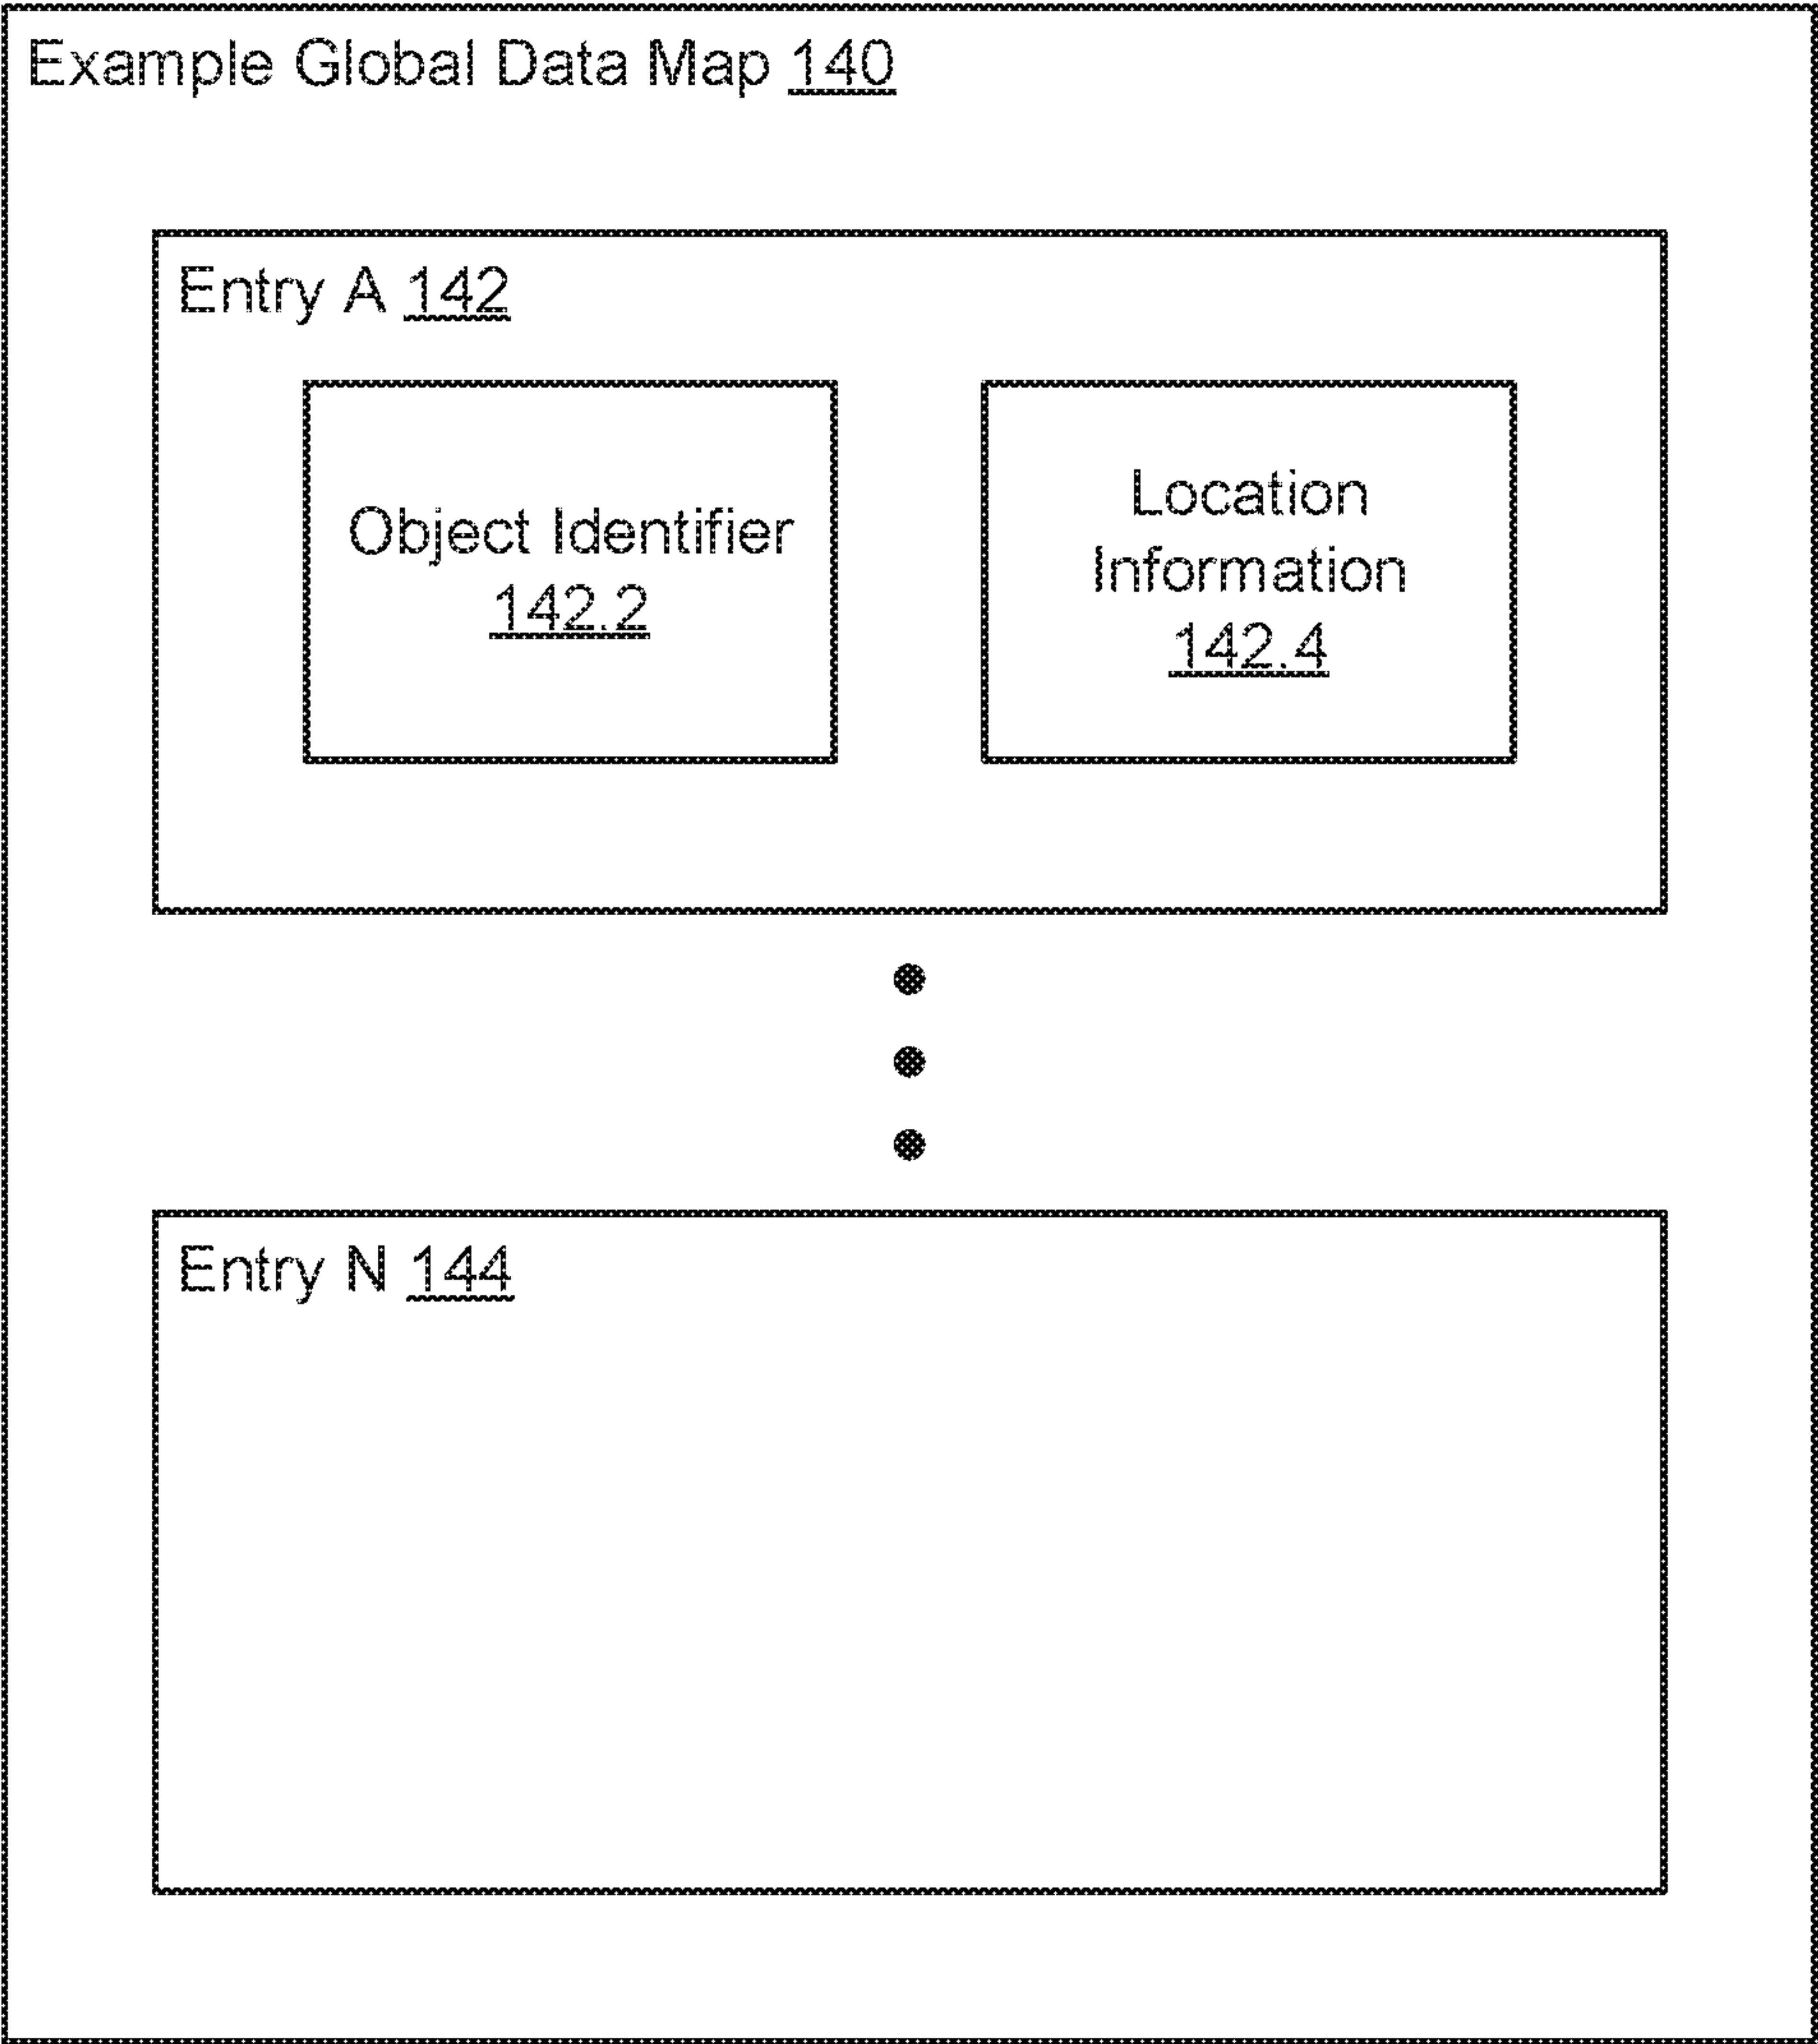 Example Global Data Map 140
Entry A 142
Object Identifier
142.2
Location
Information
142.4
Entry N 144